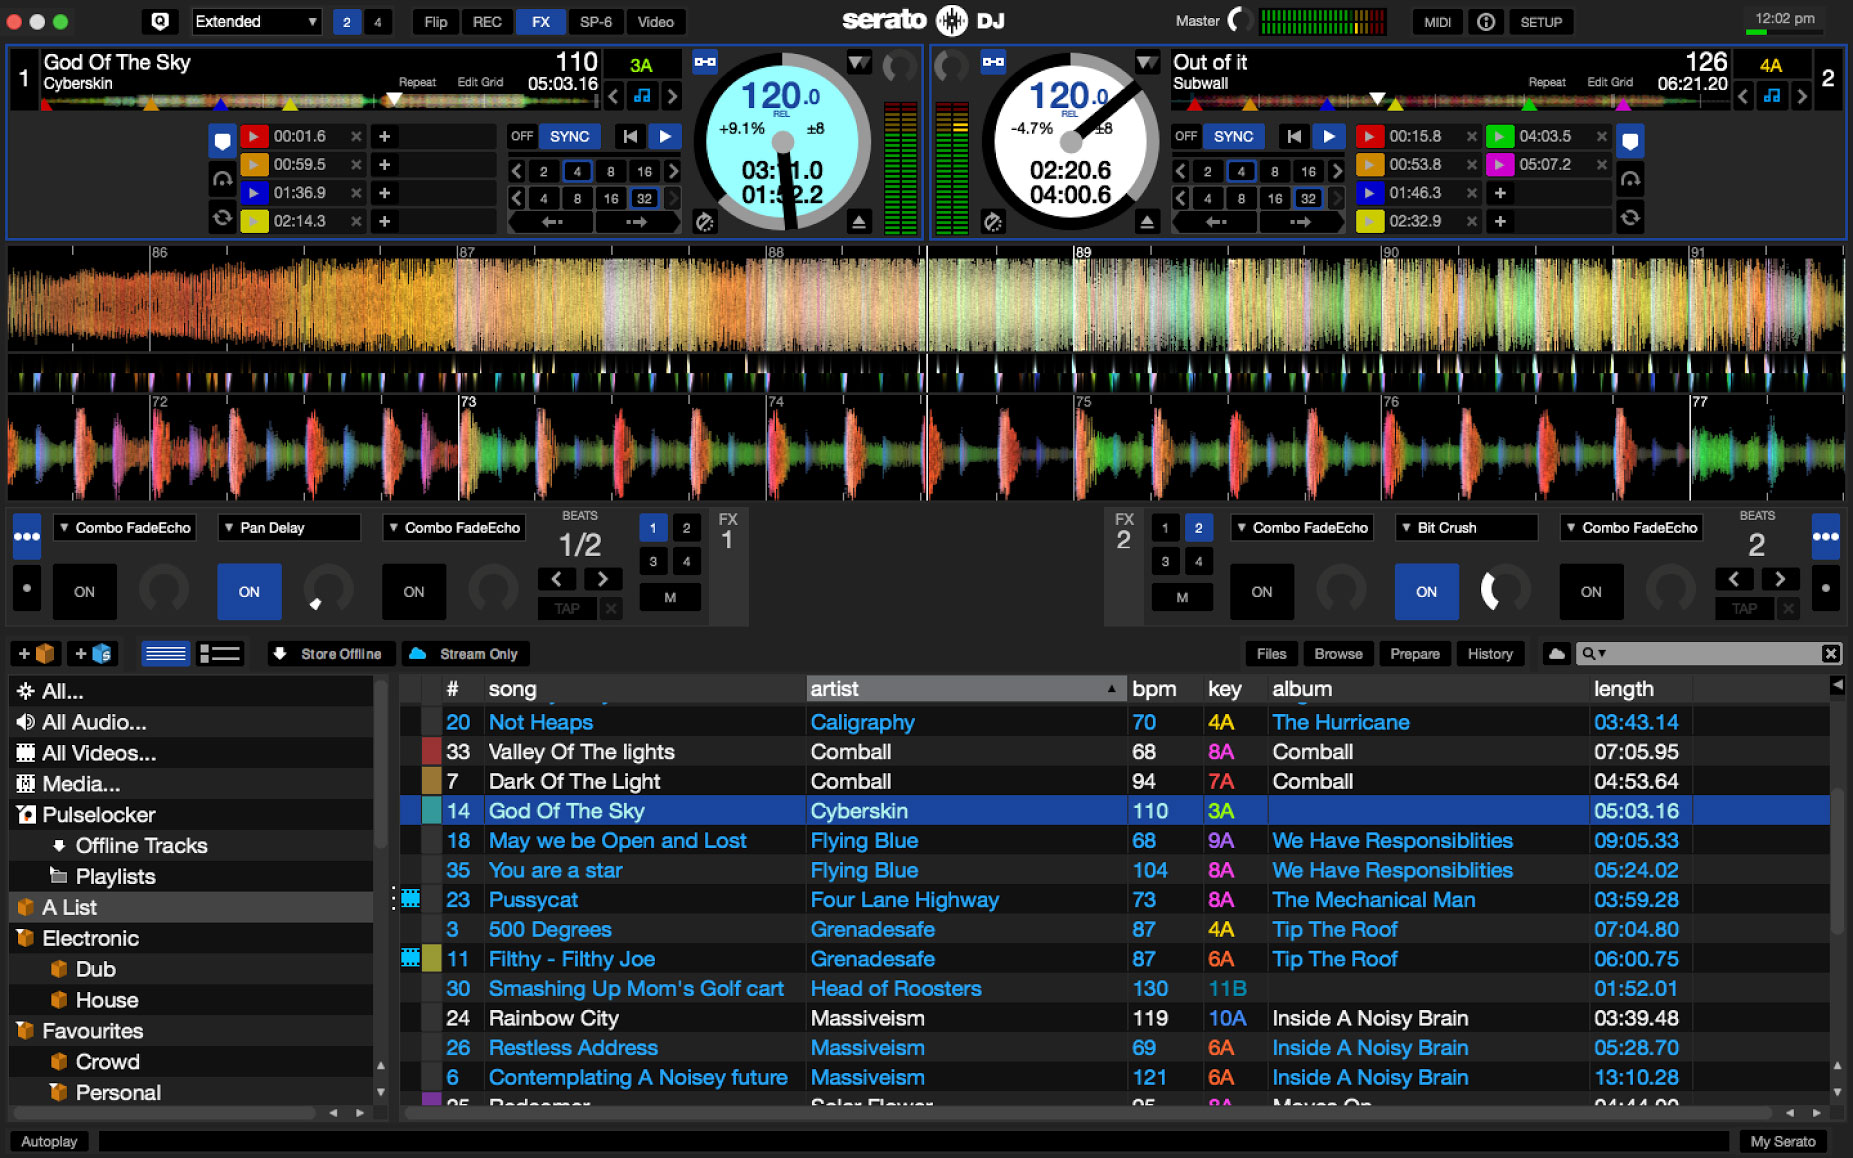 Extended 2 4 Flip REC FX SP-6 Video serato DJ Master MIDI SETUP 12:02 pm
1 God Of The Sky 110 3A
Cyberskin Repeat Edit Grid 05:03.16
120.0
REL
+9.1% ±8
OFF SYNC
00:01.6
00:59.5
01:36.9
02:14.3
2 4 8 16
4 8 16 32
Out of it 126 4A 2
Subwall Repeat Edit Grid 06:21.20
120.0
REL
-4.7% ±8
02:20.6
04:00.6
OFF SYNC
2 4 8 16
4 8 16 32
00:15.8 04:03.5
00:53.8 05:07.2
01:46.3
02:32.9
86 87 88 89 90 91
72 73 74 75 76 77
Combo FadeEcho Pan Delay Combo FadeEcho BEATS 1/2 1 2 3 4 M FX 1
ON ON ON TAP
FX 2 1 2 3 4 M Combo FadeEcho Bit Crush Combo FadeEcho BEATS 2
ON ON ON TAP
Store Offline Stream Only Files Browse Prepare History
All...
All Audio...
All Videos...
Media...
Pulselocker
Offline Tracks
Playlists
A List
Electronic
Dub
House
Favourites
Crowd
Personal
# song artist bpm key album length
20 Not Heaps Caligraphy 70 4A The Hurricane 03:43.14
33 Valley Of The lights Comball 68 8A Comball 07:05.95
7 Dark Of The Light Comball 94 7A Comball 04:53.64
14 God Of The Sky Cyberskin 110 3A 05:03.16
18 May we be Open and Lost Flying Blue 68 9A We Have Responsiblities 09:05.33
35 You are a star Flying Blue 104 8A We Have Responsiblities 05:24.02
23 Pussycat Four Lane Highway 73 8A The Mechanical Man 03:59.28
3 500 Degrees Grenadesafe 87 4A Tip The Roof 07:04.80
11 Filthy - Filthy Joe Grenadesafe 87 6A Tip The Roof 06:00.75
30 Smashing Up Mom's Golf cart Head of Roosters 130 11B 01:52.01
24 Rainbow City Massiveism 119 10A Inside A Noisy Brain 03:39.48
26 Restless Address Massiveism 69 6A Inside A Noisy Brain 05:28.70
6 Contemplating A Noisey future Massiveism 121 6A Inside A Noisy Brain 13:10.28
Autoplay My Serato